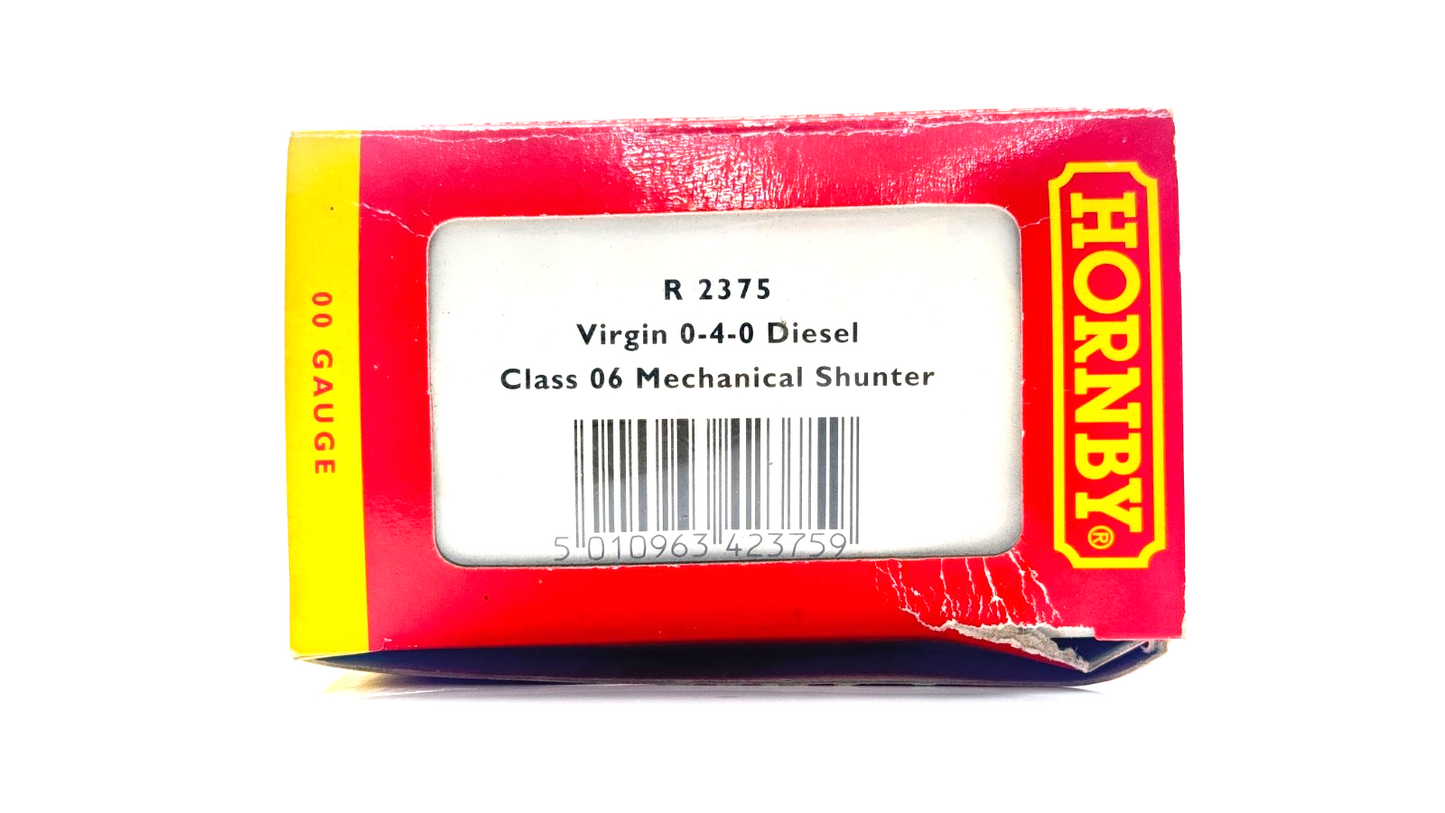 00 GAUGE
R 2375
Virgin 0-4-0 Diesel
Class 06 Mechanical Shunter
5 010963 423759
HORNBY®